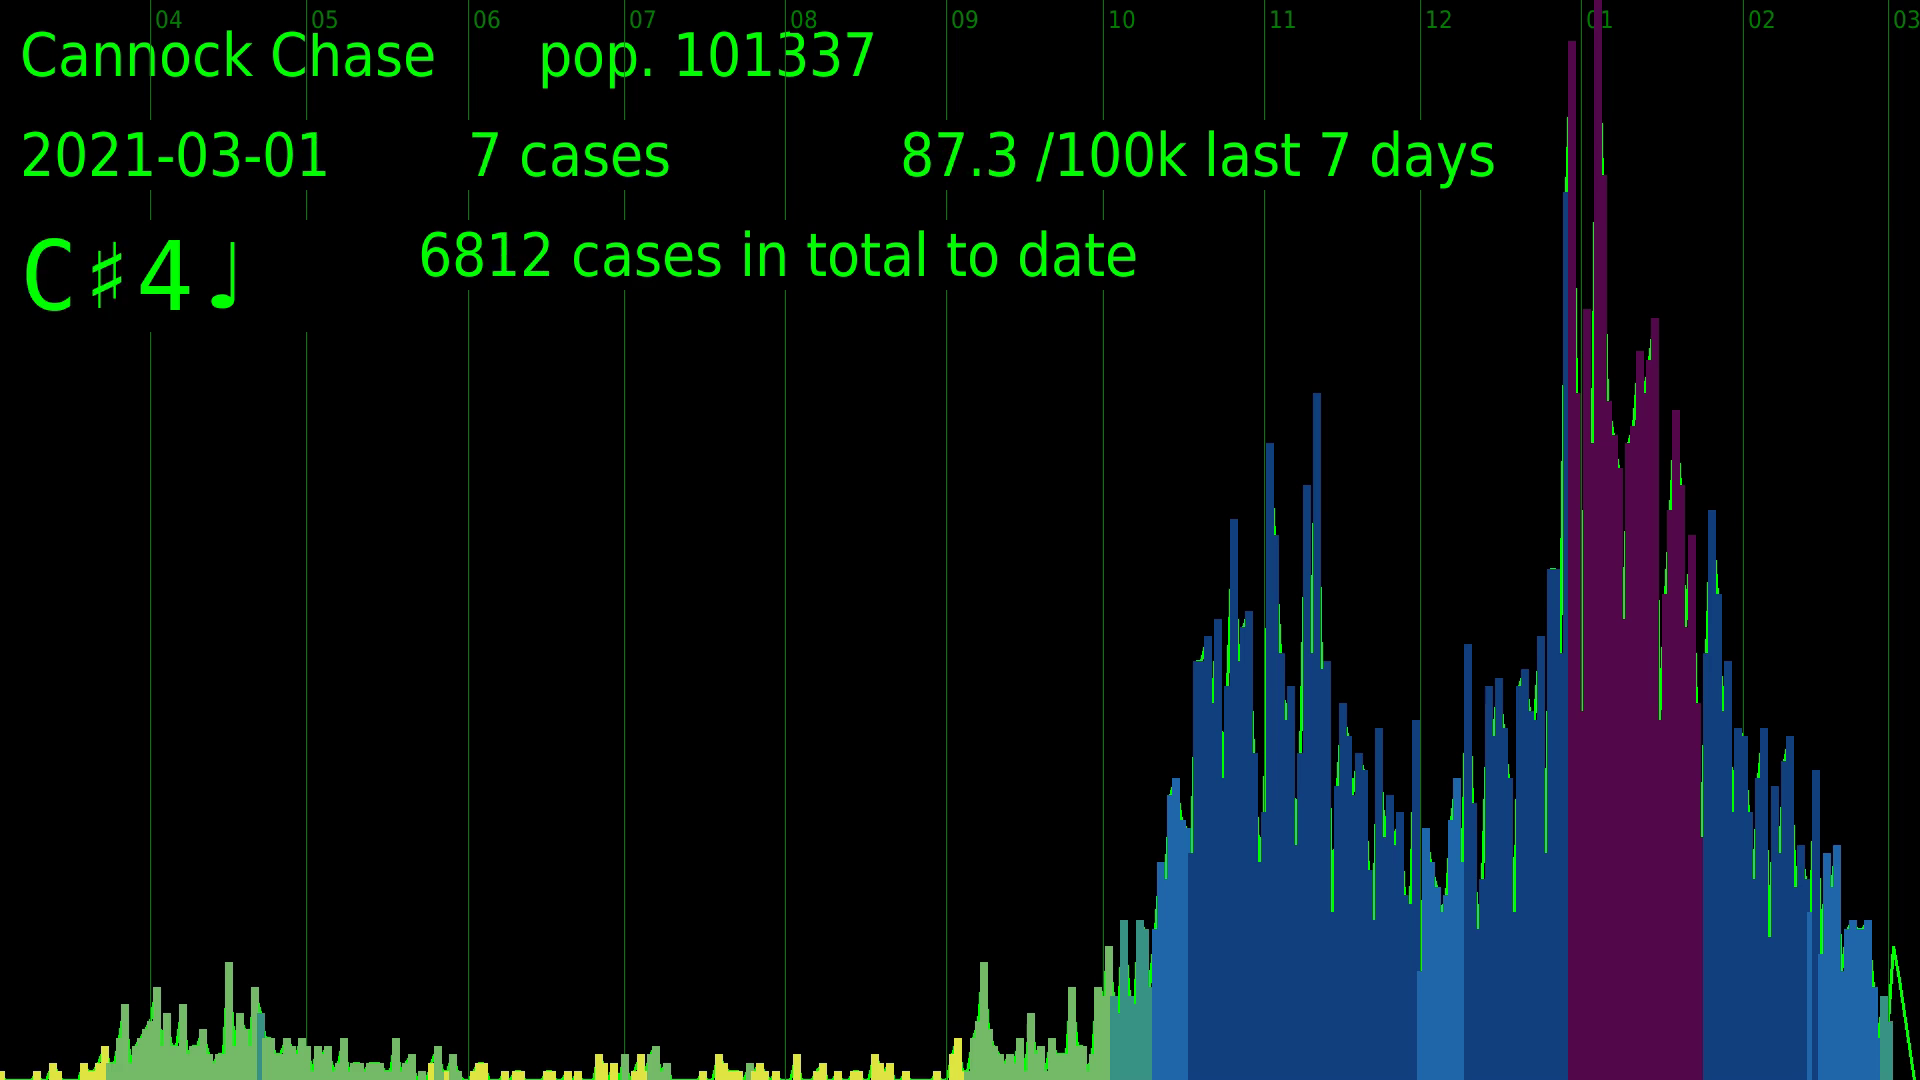 04 05 06 07 08 09 10 11 12 01 02 03
Cannock Chase pop. 101337
2021-03-01 7 cases 87.3 /100k last 7 days
C♯4♩ 6812 cases in total to date